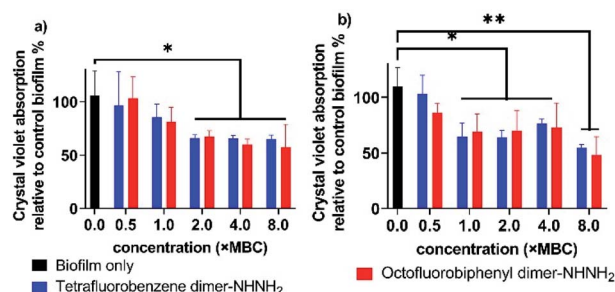 a)
*
Crystal violet absorption
relative to control biofilm %
100
50
0
0.0 0.5 1.0 2.0 4.0 8.0
concentration (×MBC)
b)
**
*
Crystal violet absorption
relative to control biofilm %
100
50
0
0.0 0.5 1.0 2.0 4.0 8.0
concentration (×MBC)
Biofilm only
Tetrafluorobenzene dimer-NHNH₂
Octofluorobiphenyl dimer-NHNH₂